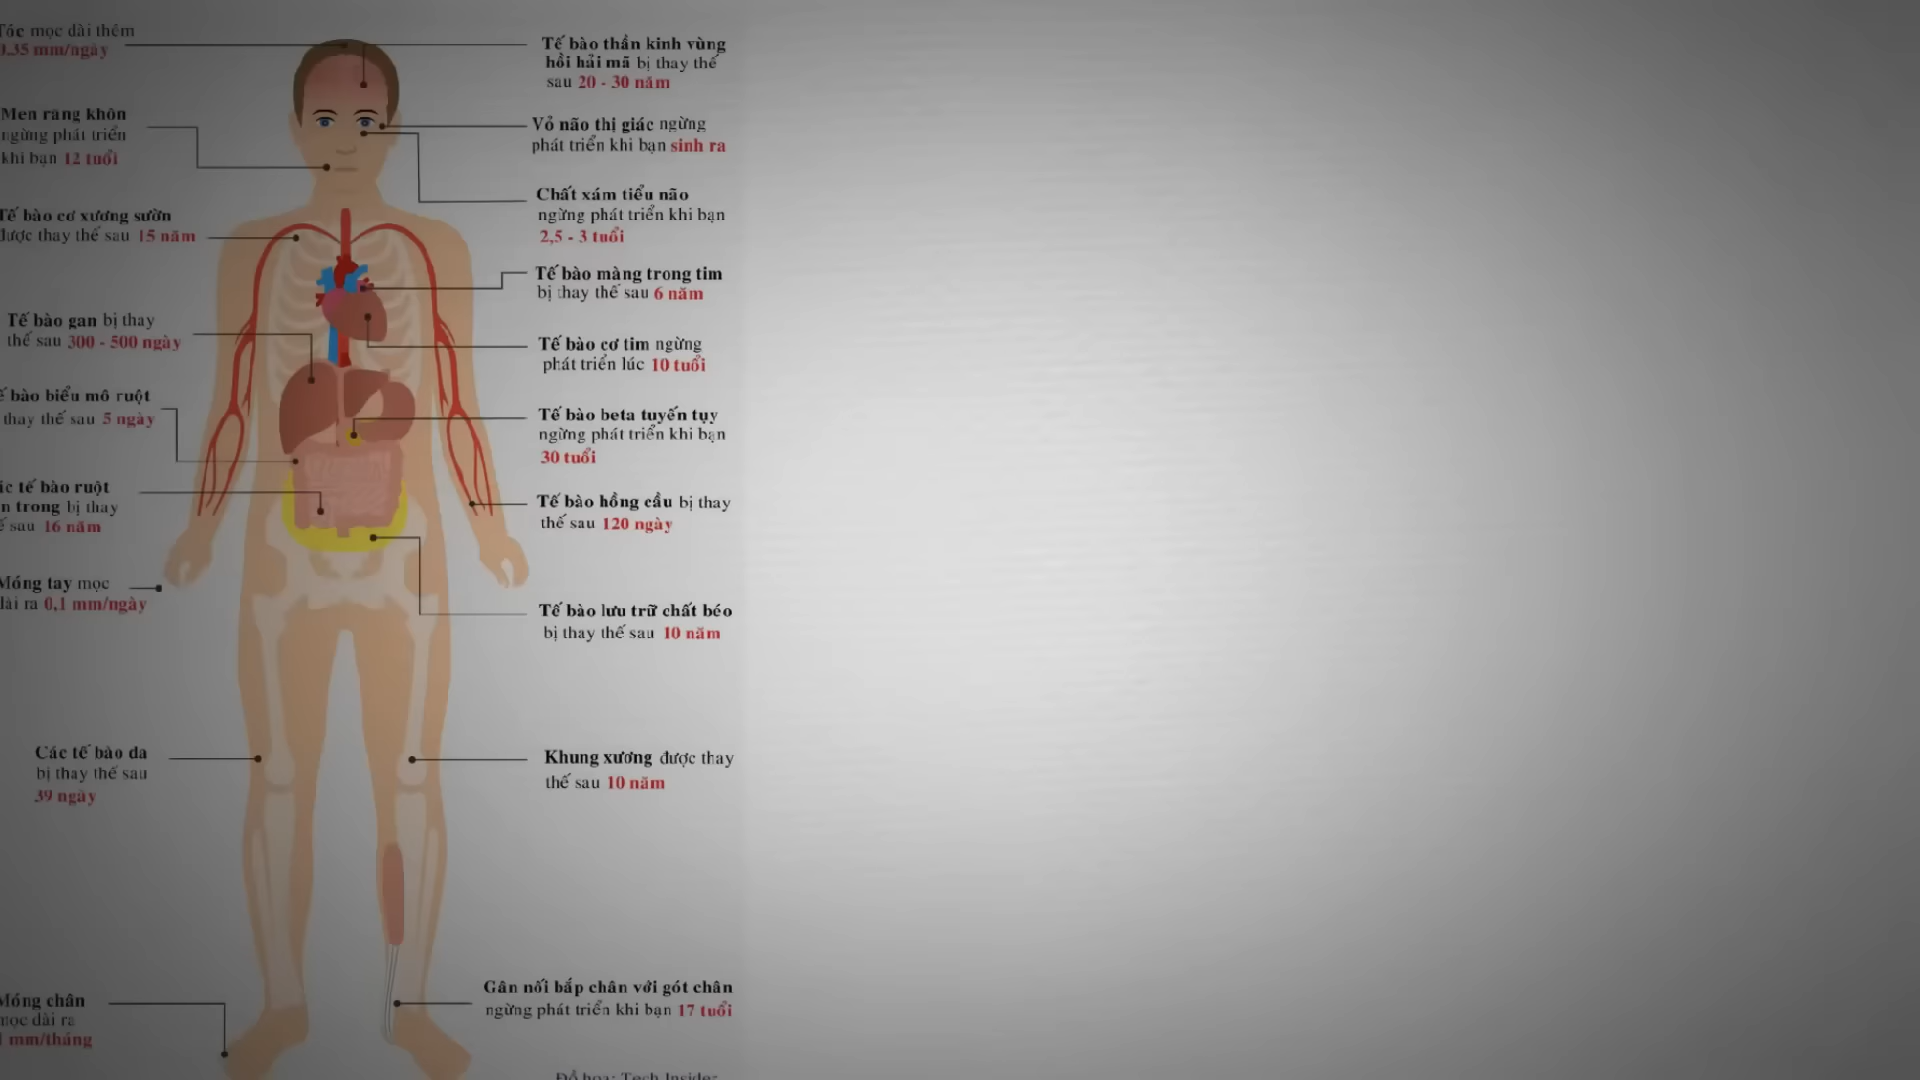 Tóc mọc dài thêm
0,35 mm/ngày
Men răng khôn
ngừng phát triển
khi bạn 12 tuổi
Tế bào cơ xương sườn
được thay thế sau 15 năm
Tế bào gan bị thay
thế sau 300 - 500 ngày
bào biểu mô ruột
thay thế sau 5 ngày
tế bào ruột
trong bị thay
sau 16 năm
Móng tay mọc
dài ra 0,1 mm/ngày
Các tế bào da
bị thay thế sau
39 ngày
Móng chân
mọc dài ra
mm/tháng
Tế bào thần kinh vùng
hồi hải mã bị thay thế
sau 20 - 30 năm
Vỏ não thị giác ngừng
phát triển khi bạn sinh ra
Chất xám tiểu não
ngừng phát triển khi bạn
2,5 - 3 tuổi
Tế bào màng trong tim
bị thay thế sau 6 năm
Tế bào cơ tim ngừng
phát triển lúc 10 tuổi
Tế bào beta tuyến tụy
ngừng phát triển khi bạn
30 tuổi
Tế bào hồng cầu bị thay
thế sau 120 ngày
Tế bào lưu trữ chất béo
bị thay thế sau 10 năm
Khung xương được thay
thế sau 10 năm
Gân nối bắp chân với gót chân
ngừng phát triển khi bạn 17 tuổi
Đồ họa: Tech Insider